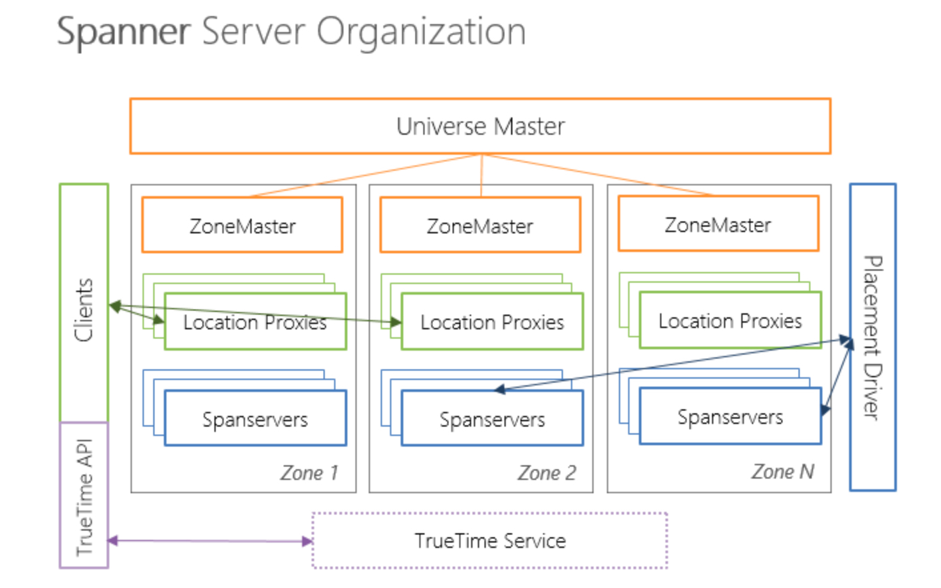 Spanner Server Organization
Universe Master
ZoneMaster
ZoneMaster
ZoneMaster
Clients
Location Proxies
Location Proxies
Location Proxies
Placement Driver
Spanservers
Spanservers
Spanservers
Zone 1
Zone 2
Zone N
TrueTime API
TrueTime Service